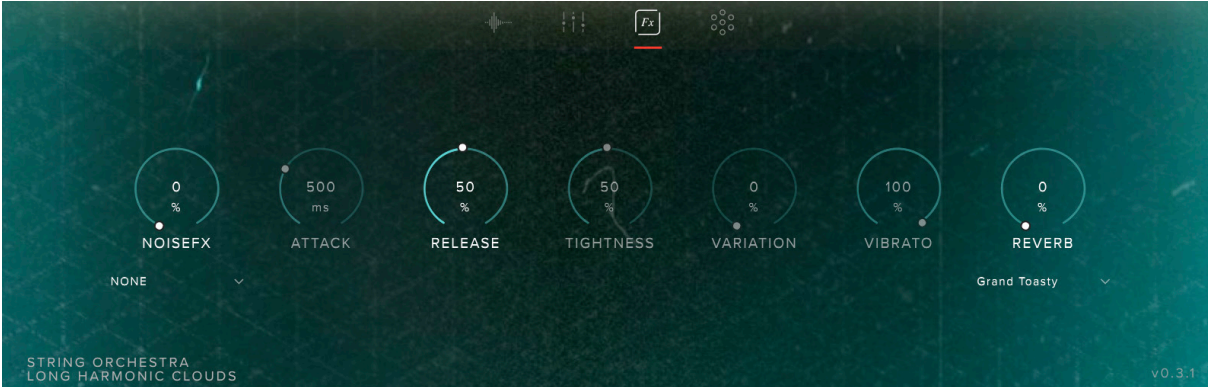 Fx
0 500 50 50 0 100 0
% ms % % % % %
NOISEFX ATTACK RELEASE TIGHTNESS VARIATION VIBRATO REVERB
NONE Grand Toasty
STRING ORCHESTRA
LONG HARMONIC CLOUDS
v0.3.1